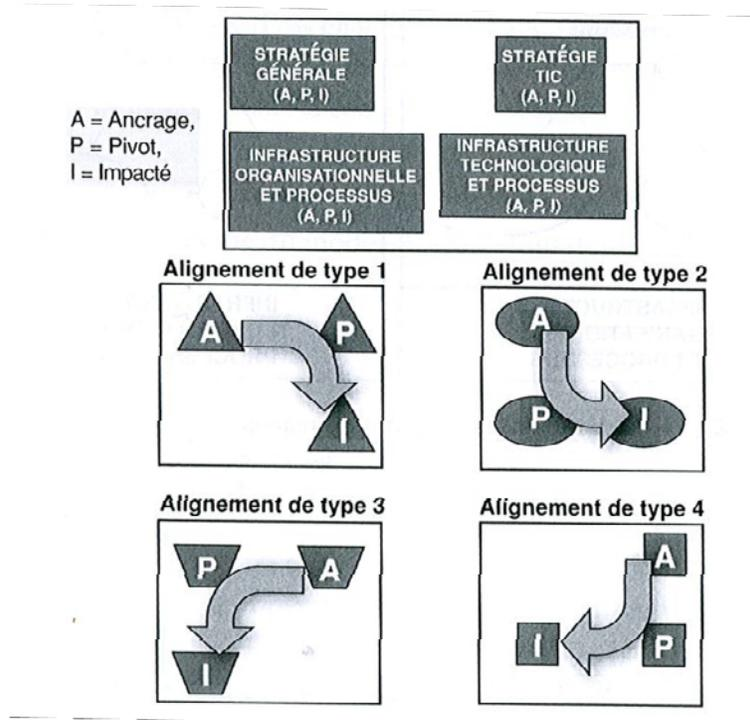 STRATÉGIE
GÉNÉRALE
(A, P, I)
STRATÉGIE
TIC
(A, P, I)
A = Ancrage,
P = Pivot,
I = Impacté
INFRASTRUCTURE
ORGANISATIONNELLE
ET PROCESSUS
(A, P, I)
INFRASTRUCTURE
TECHNOLOGIQUE
ET PROCESSUS
(A, P, I)
Alignement de type 1
A P
I
Alignement de type 2
A
P I
Alignement de type 3
P A
I
Alignement de type 4
A
I P